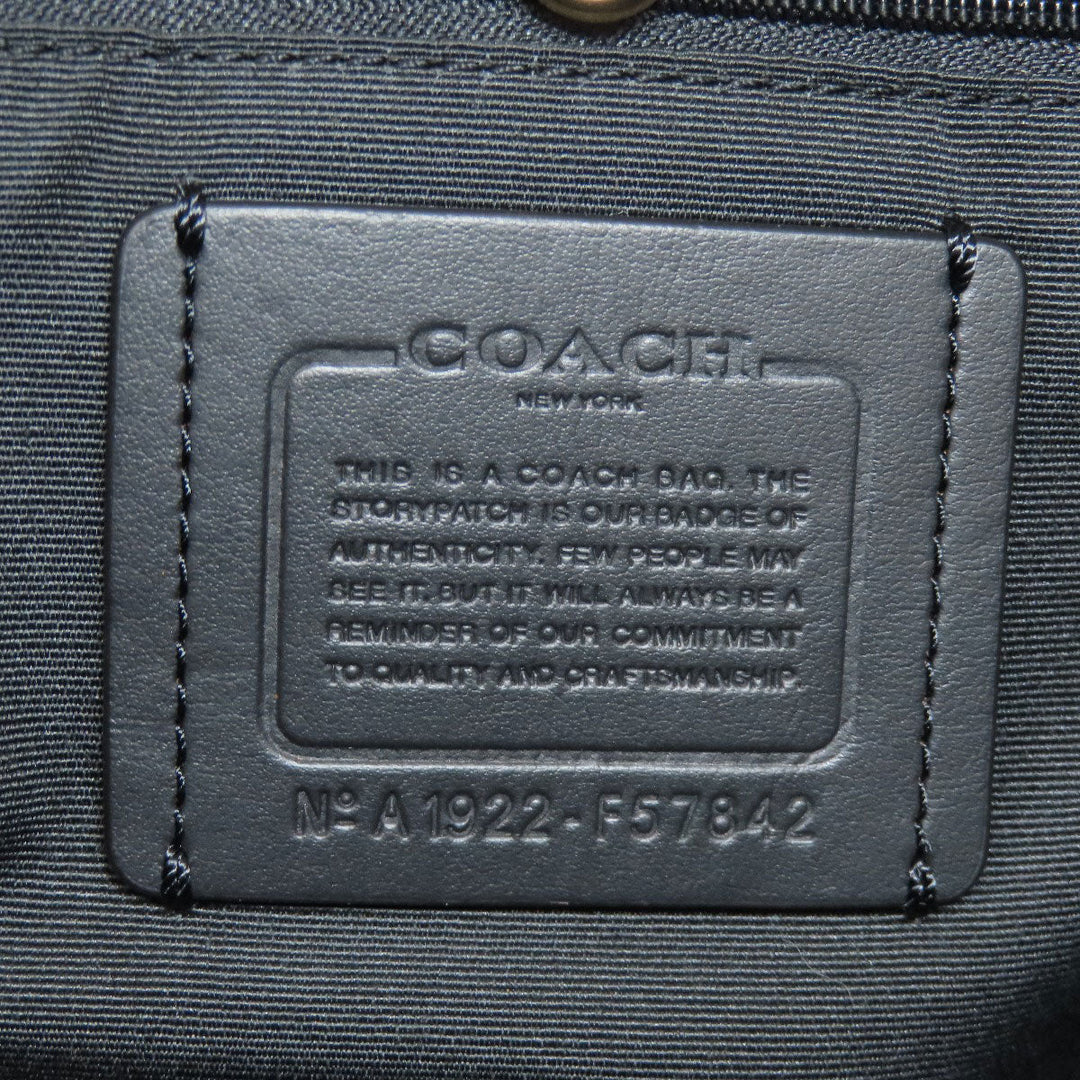 COACH
NEW YORK
THIS IS A COACH BAG. THE
STORYPATCH IS OUR BADGE OF
AUTHENTICITY. FEW PEOPLE MAY
SEE IT. BUT IT WILL ALWAYS BE A
REMINDER OF OUR COMMITMENT
TO QUALITY AND CRAFTSMANSHIP.
Nº A1922-F57842